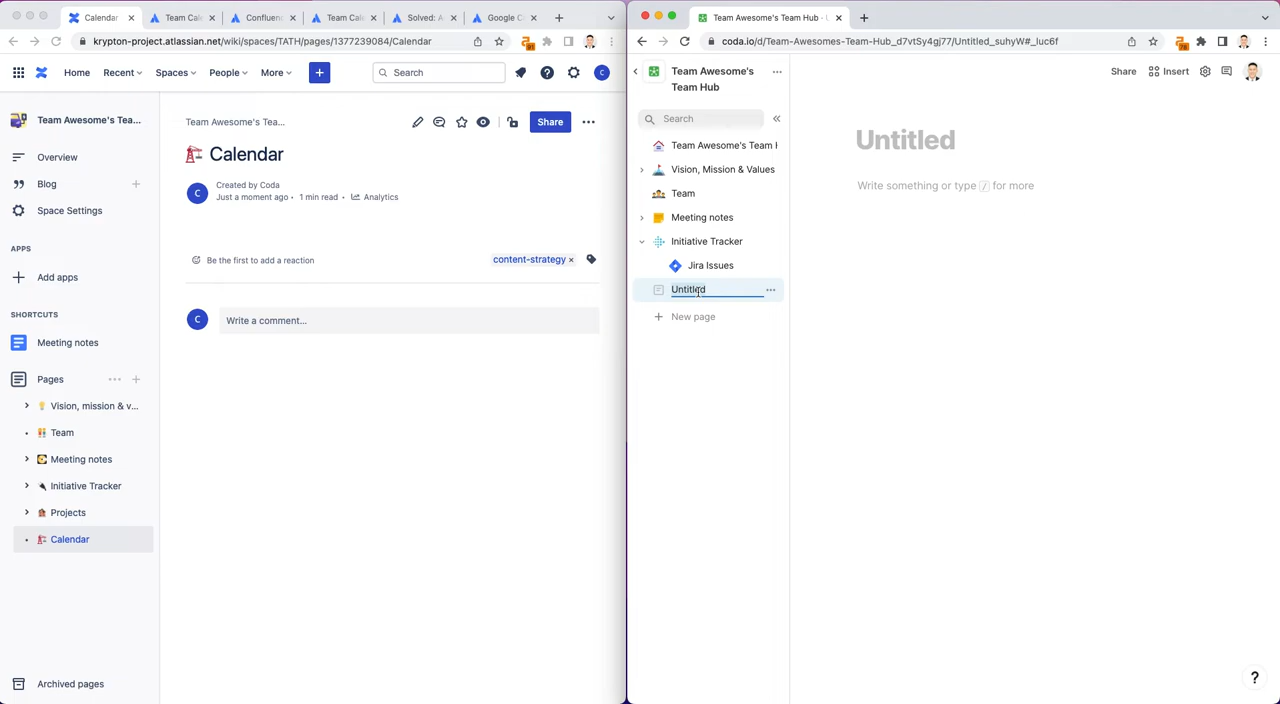 Calendar
Team Cal
Confluen
Team Cal
Solved: A
Google C
krypton-project.atlassian.net/wiki/spaces/TATH/pages/1377239084/Calendar
Home
Recent
Spaces
People
More
+
Search
C
Team Awesome's Tea...
Overview
Blog
Space Settings
APPS
Add apps
SHORTCUTS
Meeting notes
Pages
Vision, mission & v...
Team
Meeting notes
Initiative Tracker
Projects
Calendar
Archived pages
Team Awesome's Tea...
Share
Calendar
C
Created by Coda
Just a moment ago • 1 min read • Analytics
Be the first to add a reaction
content-strategy ×
C
Write a comment...
Team Awesome's Team Hub · 
coda.io/d/Team-Awesomes-Team-Hub_d7vtSy4gj77/Untitled_suhyW#_luc6f
Team Awesome's
Team Hub
Search
Team Awesome's Team H
Vision, Mission & Values
Team
Meeting notes
Initiative Tracker
Jira Issues
Untitled
New page
Share
Insert
Untitled
Write something or type / for more
?